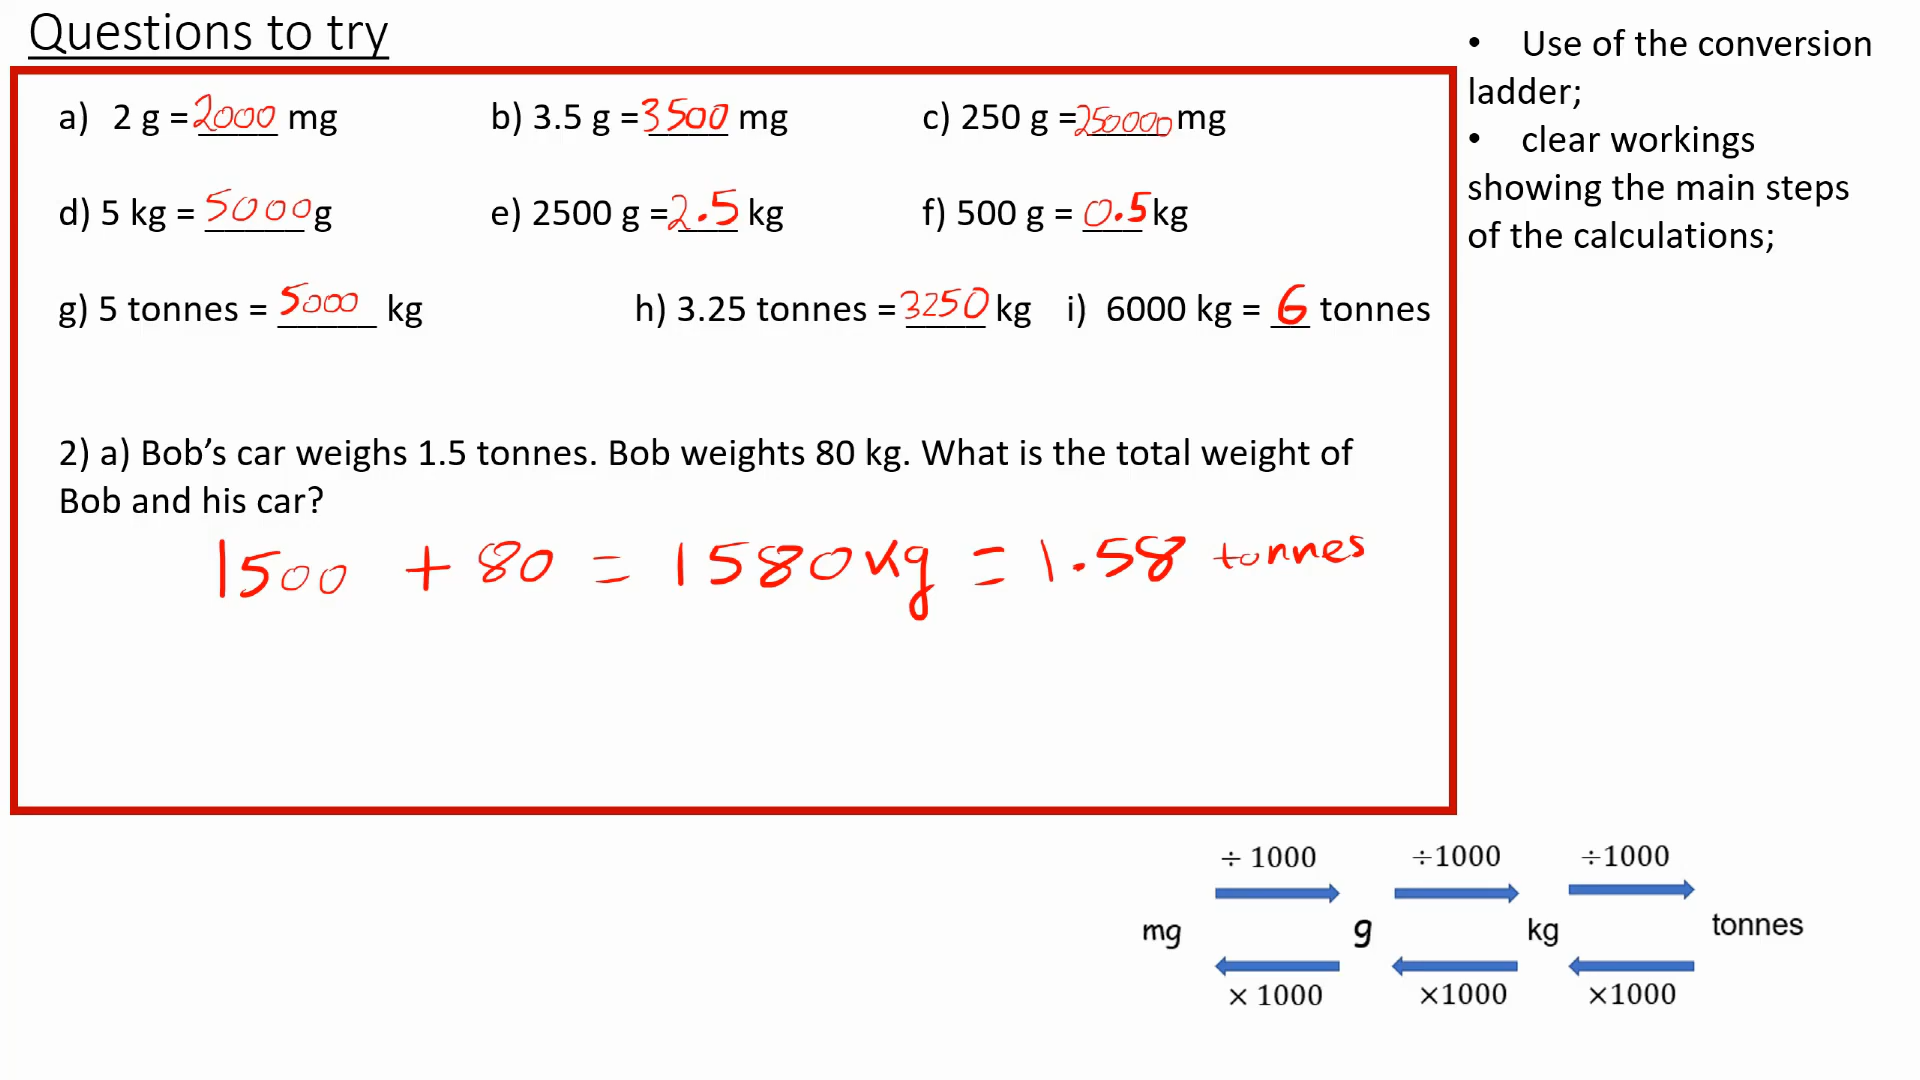 Questions to try
a) 2 g = 2000 mg b) 3.5 g = 3500 mg c) 250 g = 250000 mg
d) 5 kg = 5000 g e) 2500 g = 2.5 kg f) 500 g = 0.5 kg
g) 5 tonnes = 5000 kg h) 3.25 tonnes = 3250 kg i) 6000 kg = 6 tonnes
2) a) Bob’s car weighs 1.5 tonnes. Bob weights 80 kg. What is the total weight of
Bob and his car?
1500 + 80 = 1580 kg = 1.58 tonnes
• Use of the conversion
ladder;
• clear workings
showing the main steps
of the calculations;
÷ 1000 ÷1000 ÷1000
mg g kg tonnes
× 1000 ×1000 ×1000